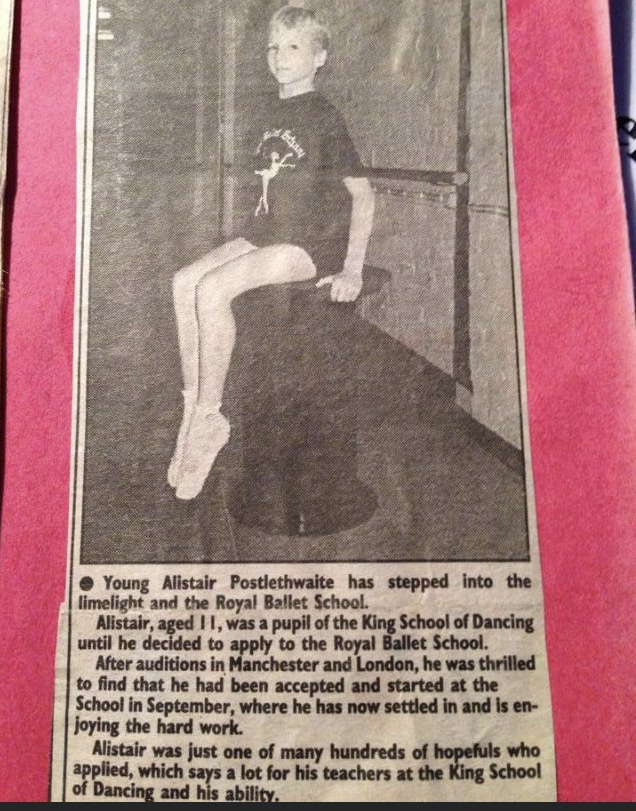 ● Young Alistair Postlethwaite has stepped into the
limelight and the Royal Ballet School.
Alistair, aged 11, was a pupil of the King School of Dancing
until he decided to apply to the Royal Ballet School.
After auditions in Manchester and London, he was thrilled
to find that he had been accepted and started at the
School in September, where he has now settled in and is en-
joying the hard work.
Alistair was just one of many hundreds of hopefuls who
applied, which says a lot for his teachers at the King School
of Dancing and his ability.